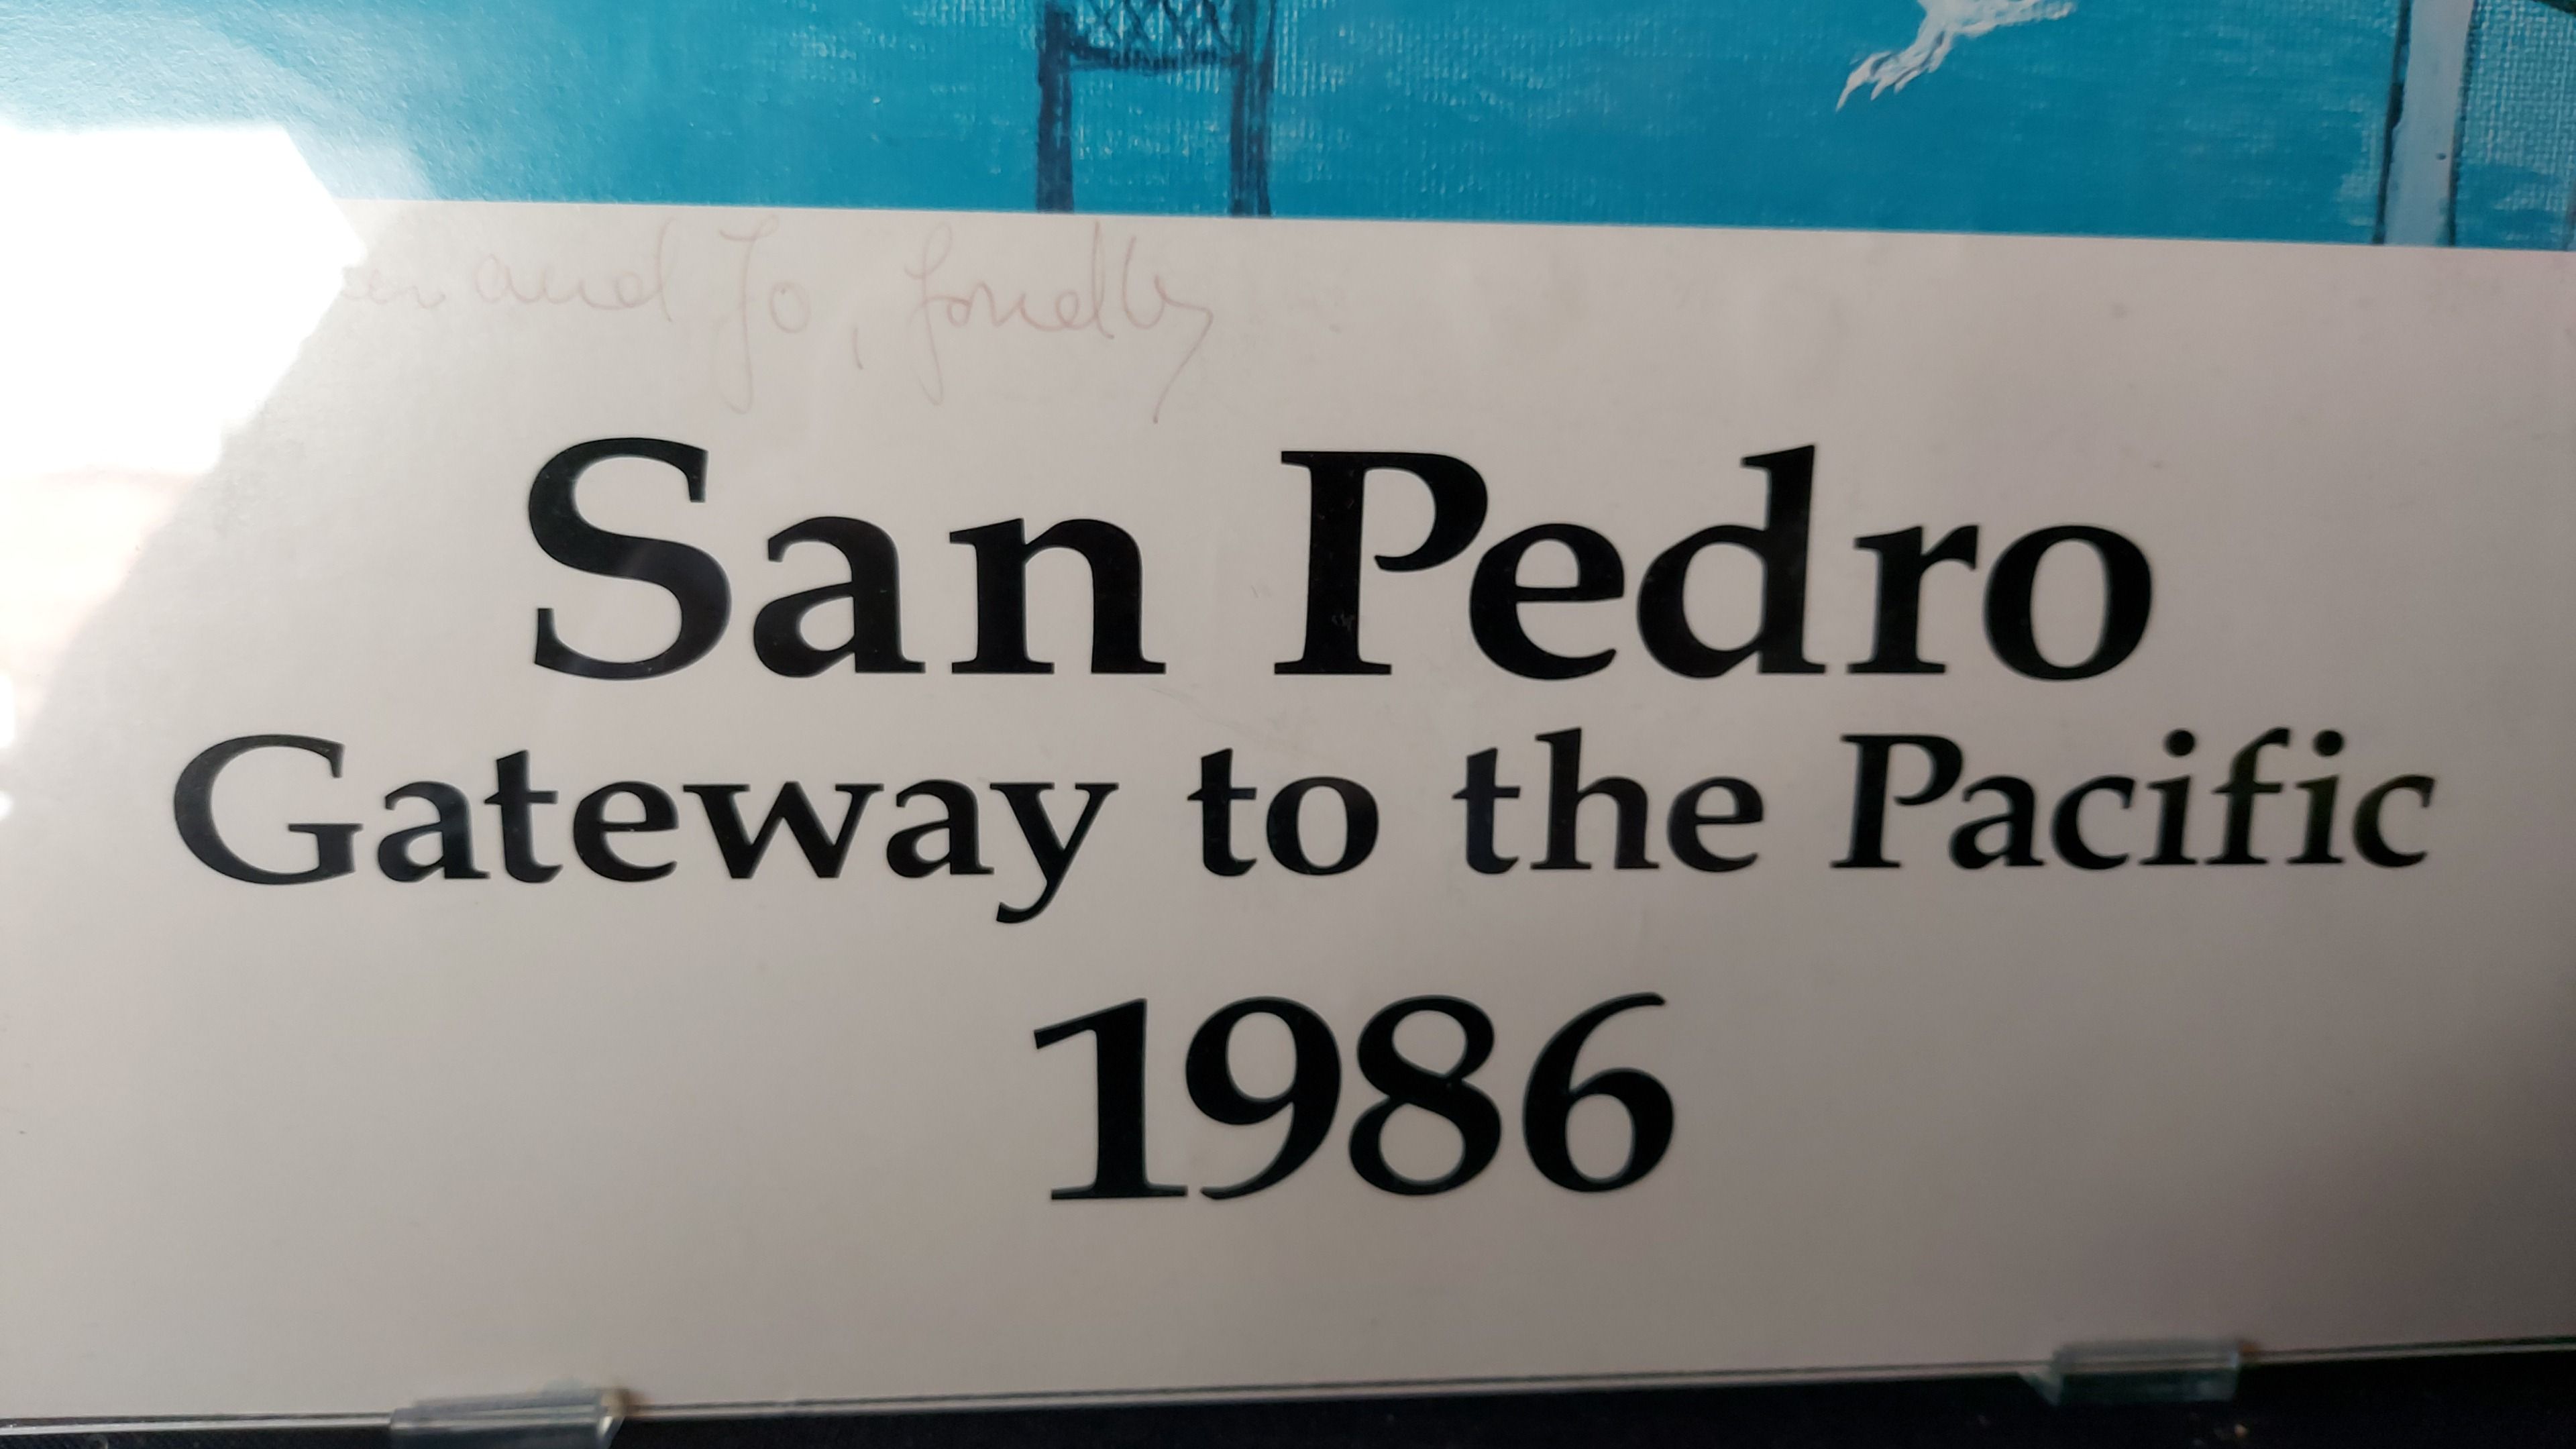 and Jo, fondly
San Pedro
Gateway to the Pacific
1986